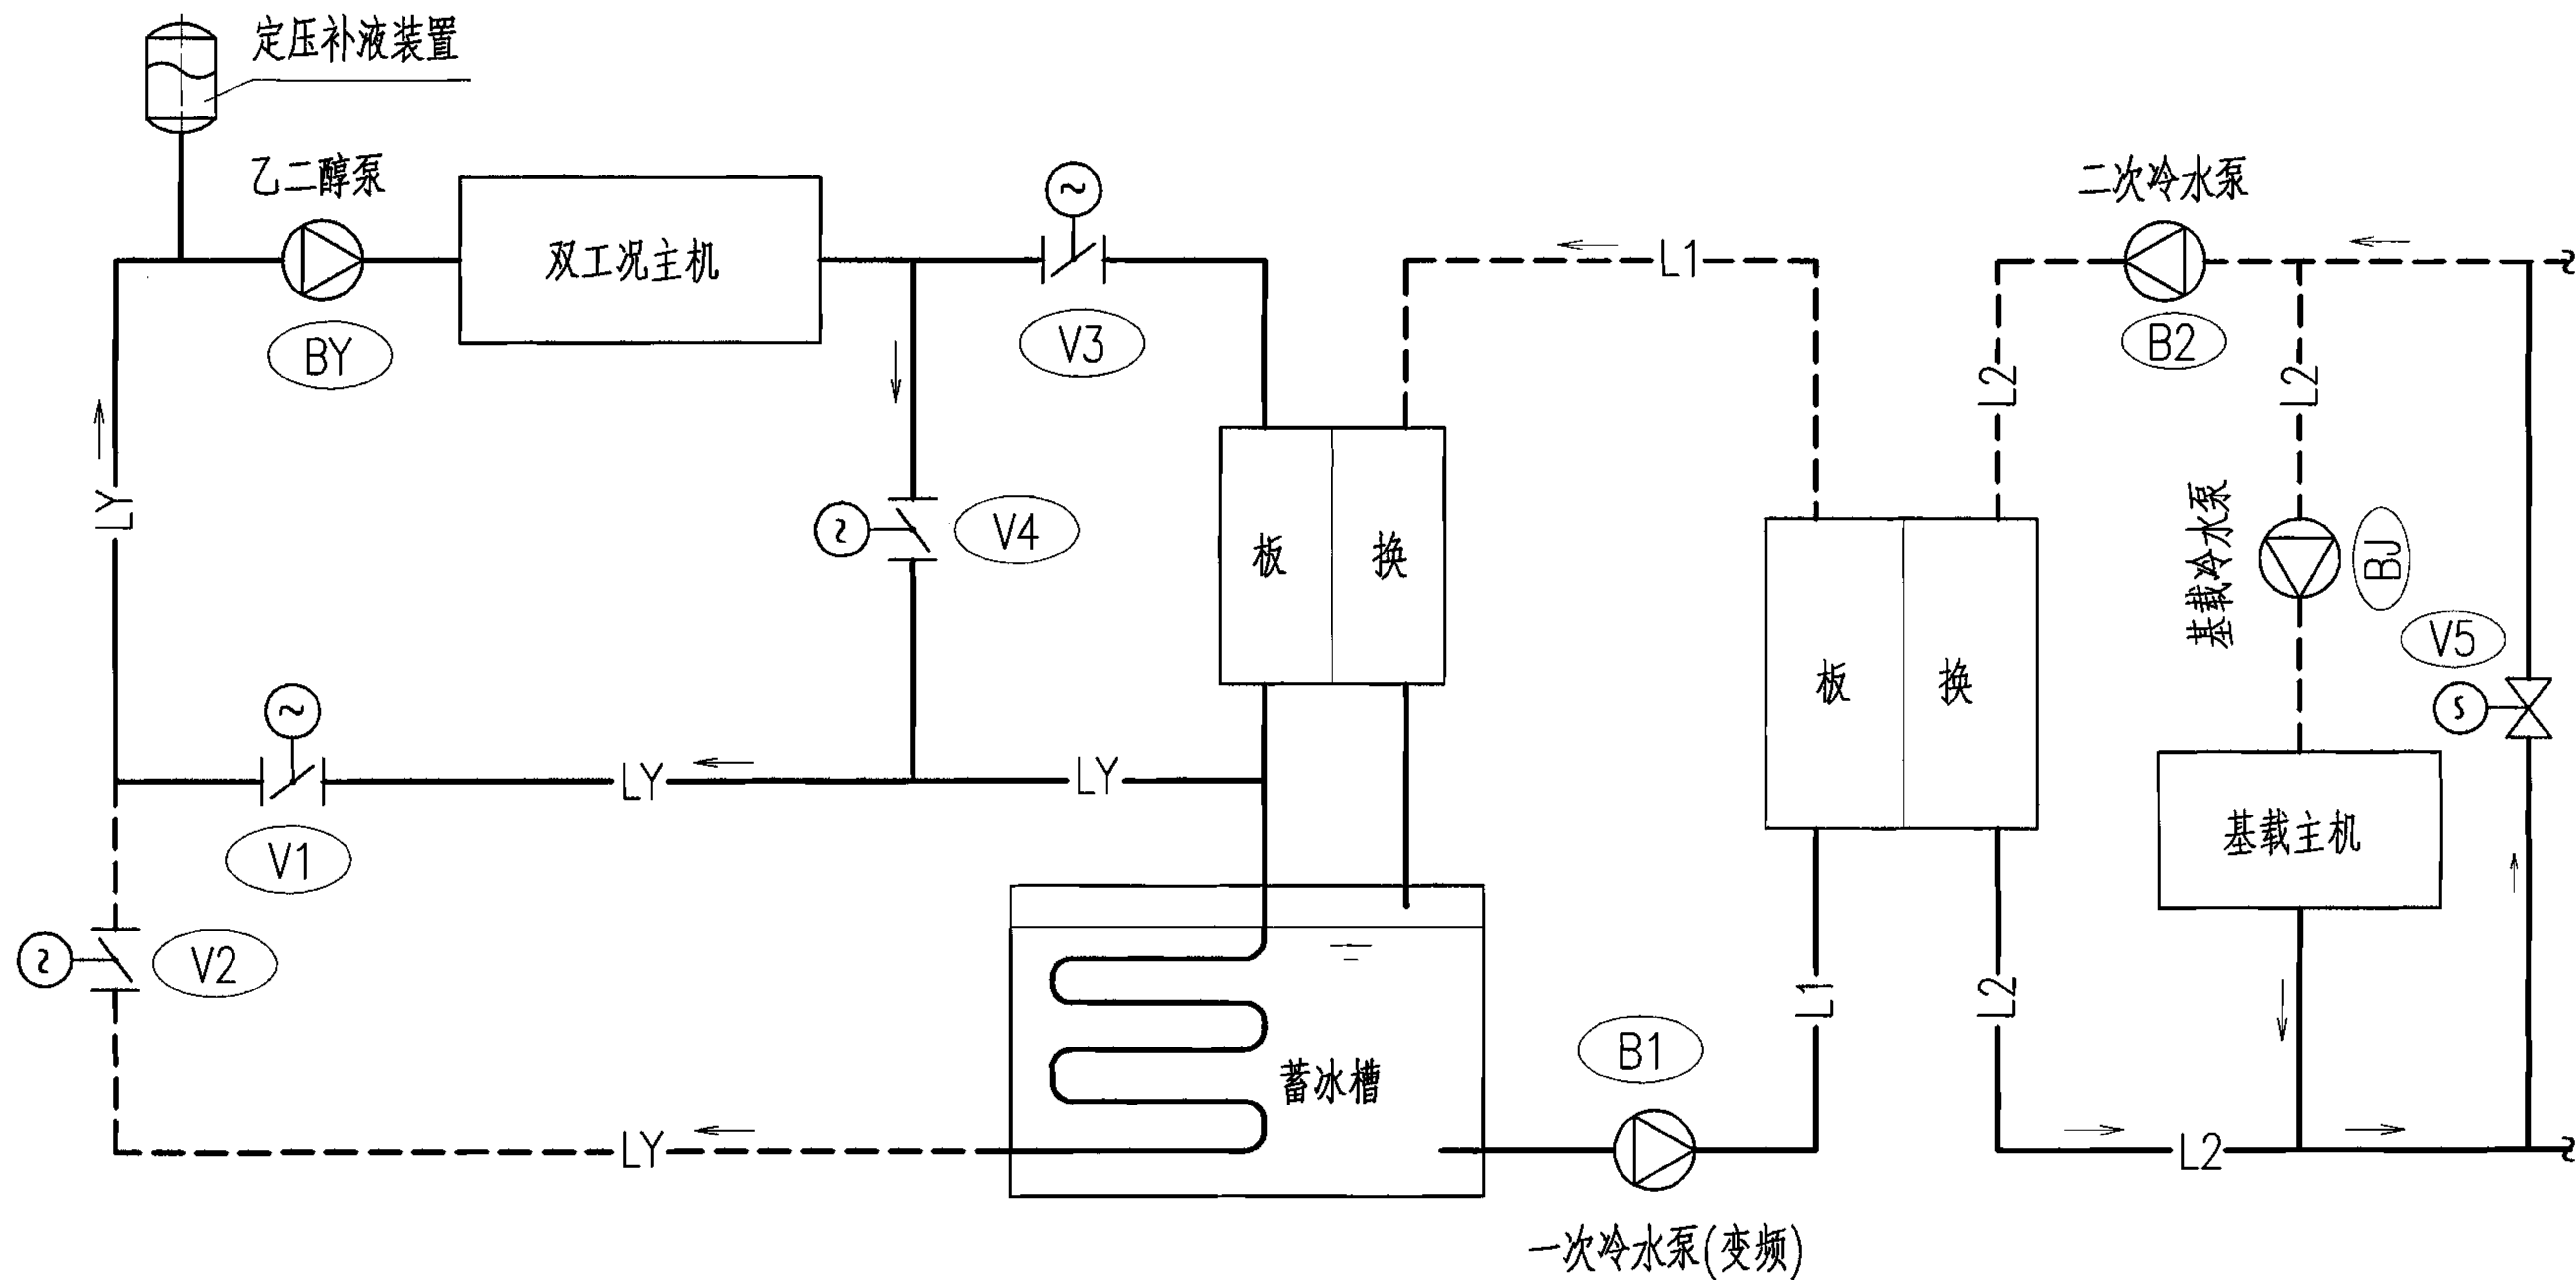 定压补液装置
乙二醇泵
BY
双工况主机
V3
L1
二次冷水泵
B2
L2
L2
LY
V4
板 换
基载冷水泵
BJ
V5
板 换
V1
LY
LY
基载主机
V2
蓄冰槽
B1
L1
L2
LY
L2
一次冷水泵(变频)